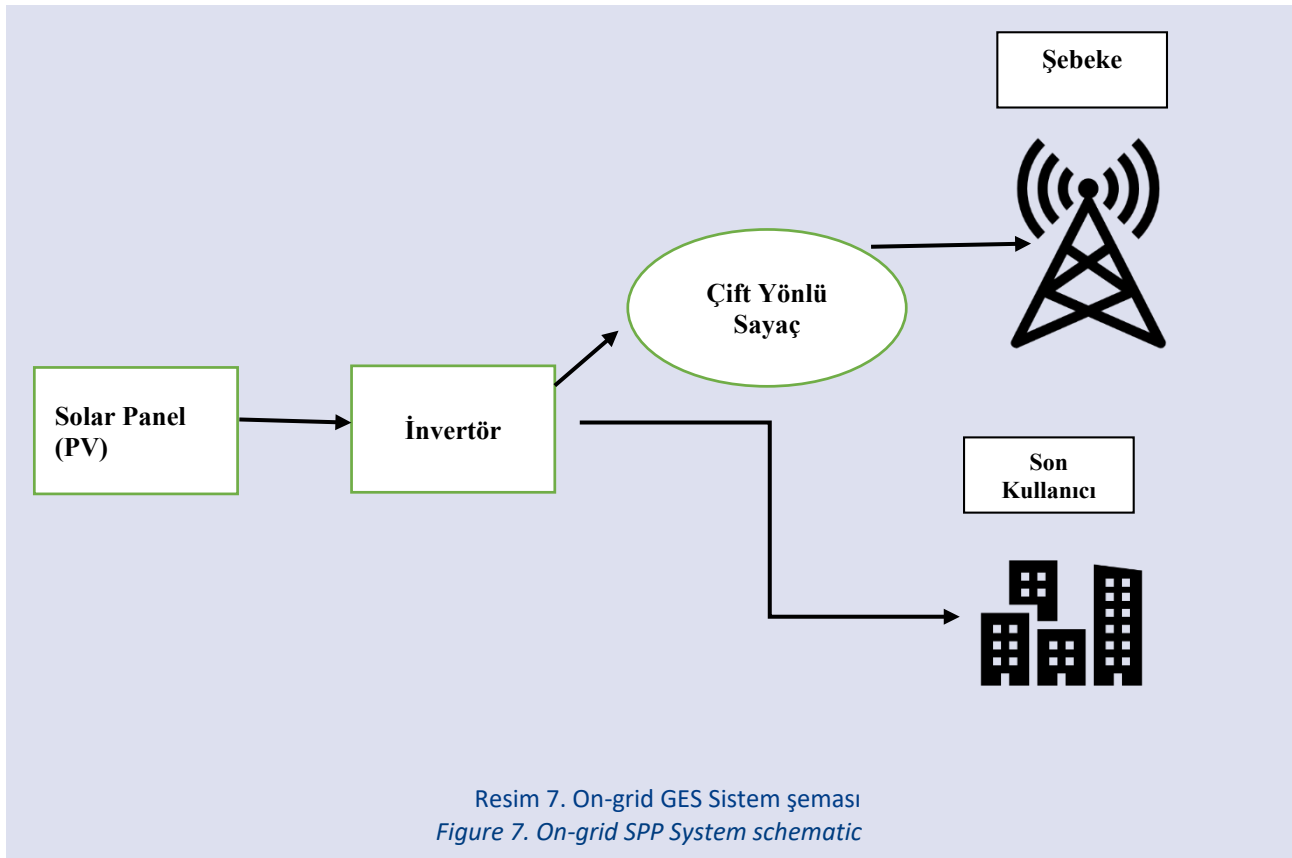 Şebeke
Çift Yönlü
Sayaç
Solar Panel
(PV)
İnvertör
Son
Kullanıcı
Resim 7. On-grid GES Sistem şeması
Figure 7. On-grid SPP System schematic